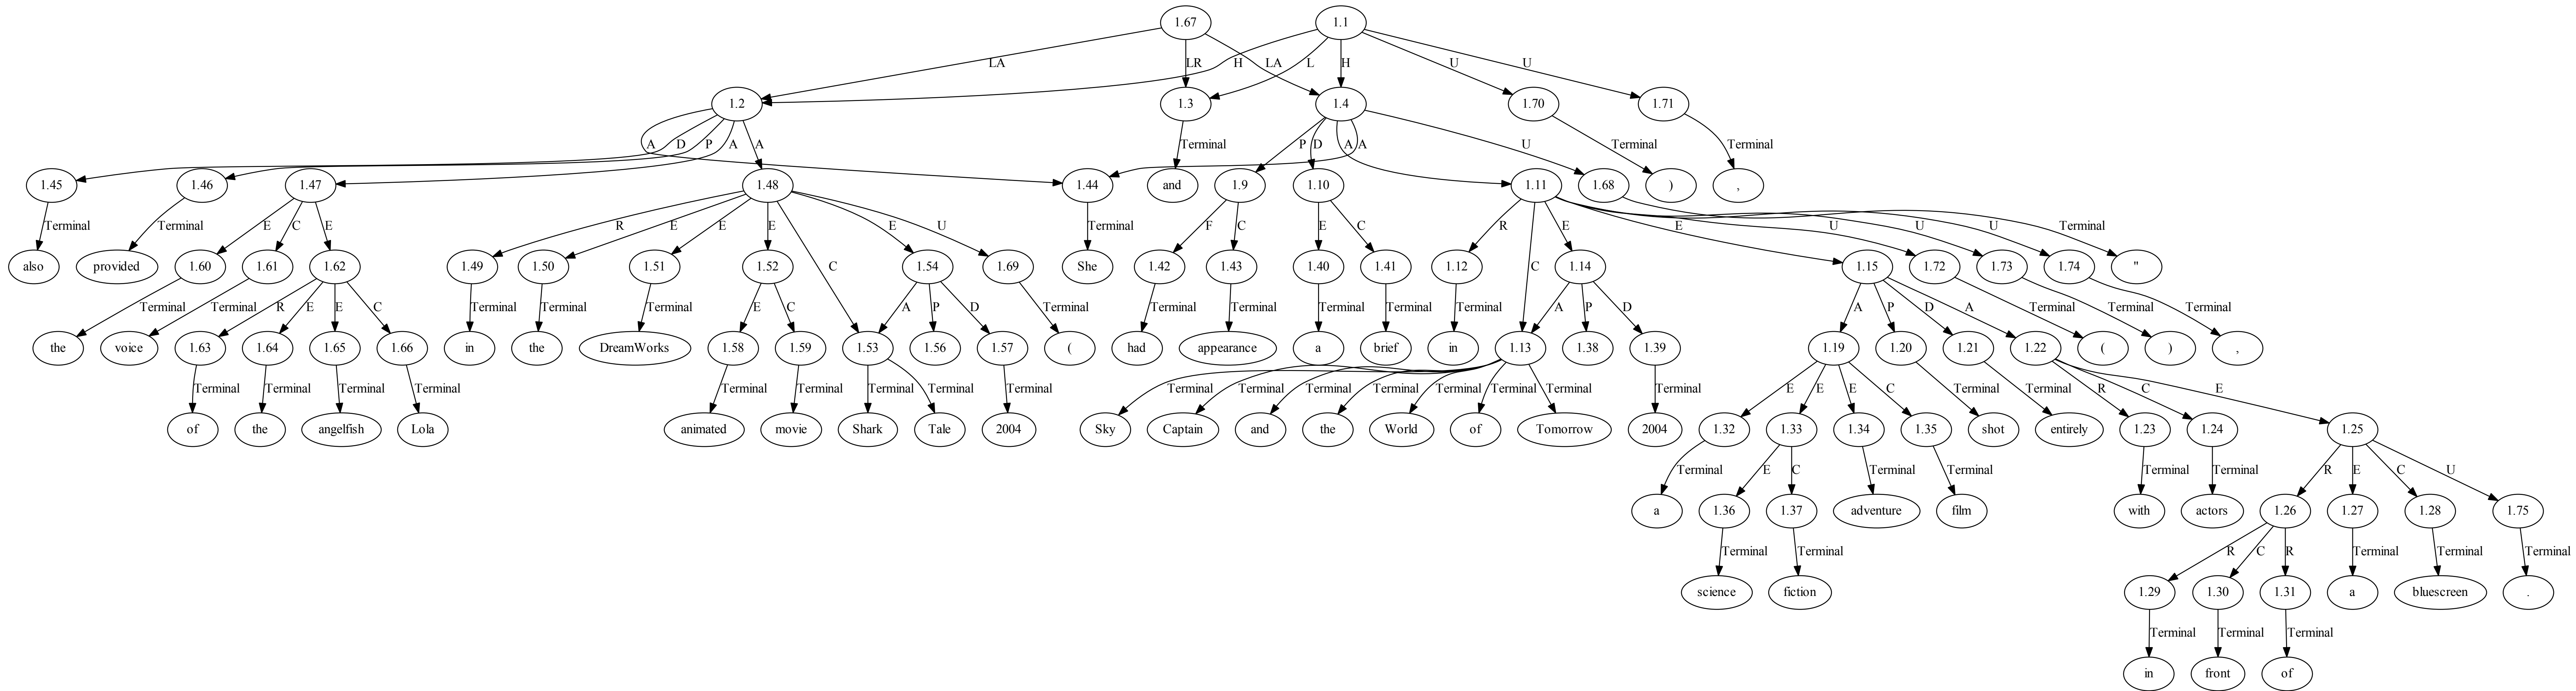 1.67 1.1
LA LR LA H L H U U
1.2 1.3 1.4 1.70 1.71
A D P A A Terminal P D A A U Terminal Terminal
1.45 1.46 1.47 1.48 1.44 and 1.9 1.10 1.11 1.68 ) ,
Terminal Terminal E C E R E E E C E U Terminal F C E C R C E E U U U Terminal
also provided 1.60 1.61 1.62 1.49 1.50 1.51 1.52 1.54 1.69 She 1.42 1.43 1.40 1.41 1.12 1.14 1.15 1.72 1.73 1.74 "
Terminal Terminal R E E C Terminal Terminal Terminal E C A P D Terminal Terminal Terminal Terminal Terminal Terminal A P D A P D A Terminal Terminal Terminal
the voice 1.63 1.64 1.65 1.66 in the DreamWorks 1.58 1.59 1.53 1.56 1.57 ( had appearance a brief in 1.13 1.38 1.39 1.19 1.20 1.21 1.22 ( ) ,
Terminal Terminal Terminal Terminal Terminal Terminal Terminal Terminal Terminal Terminal Terminal Terminal Terminal Terminal Terminal Terminal Terminal E E E C Terminal Terminal R C E
of the angelfish Lola animated movie Shark Tale 2004 Sky Captain and the World of Tomorrow 2004 1.32 1.33 1.34 1.35 shot entirely 1.23 1.24 1.25
Terminal E C Terminal Terminal Terminal Terminal R E C U
a 1.36 1.37 adventure film with actors 1.26 1.27 1.28 1.75
Terminal Terminal R C R Terminal Terminal Terminal
science fiction 1.29 1.30 1.31 a bluescreen .
Terminal Terminal Terminal
in front of